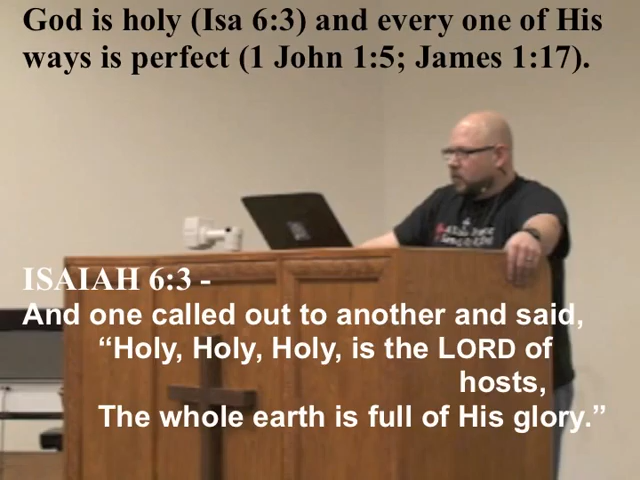 God is holy (Isa 6:3) and every one of His
ways is perfect (1 John 1:5; James 1:17).
ISAIAH 6:3 -
And one called out to another and said,
“Holy, Holy, Holy, is the LORD of
hosts,
The whole earth is full of His glory.”